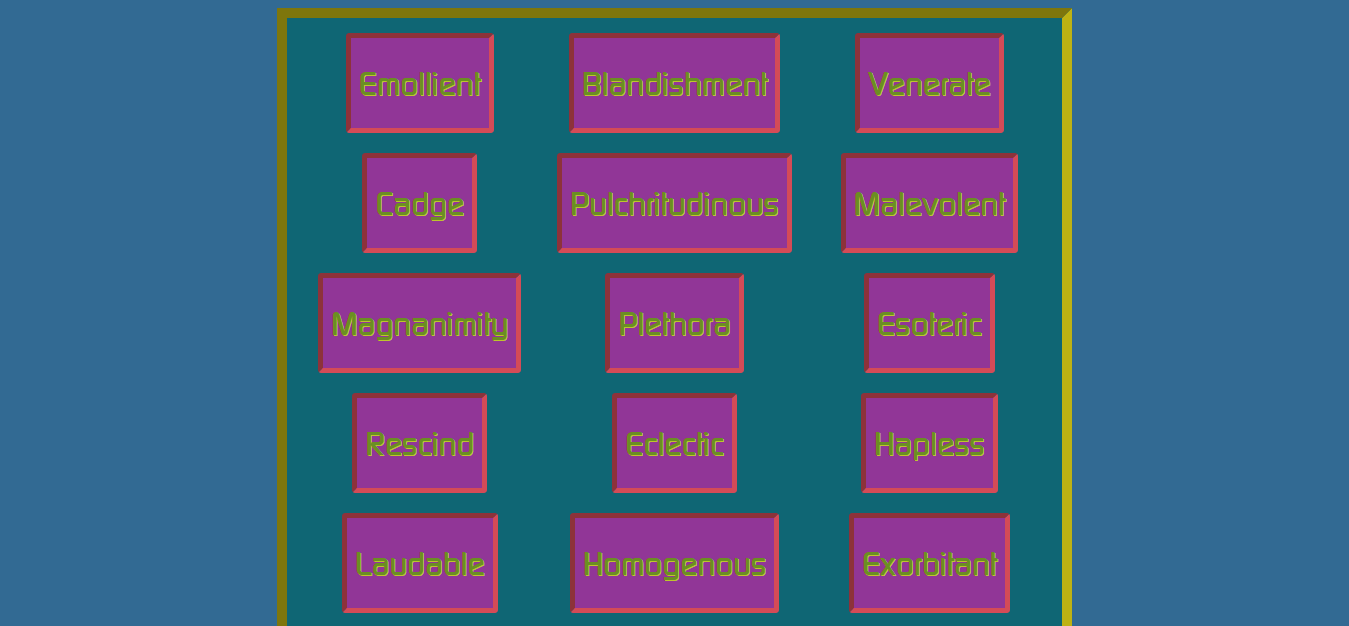 Emollient Blandishment Venerate
Cadge Pulchritudinous Malevolent
Magnanimity Plethora Esoteric
Rescind Eclectic Hapless
Laudable Homogenous Exorbitant